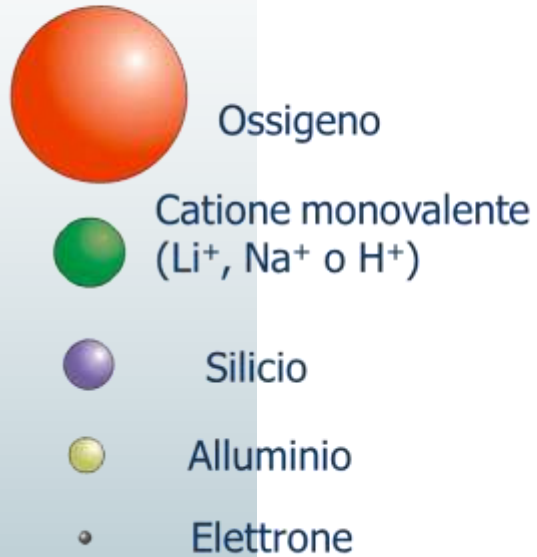 Ossigeno
Catione monovalente
(Li⁺, Na⁺ o H⁺)
Silicio
Alluminio
Elettrone